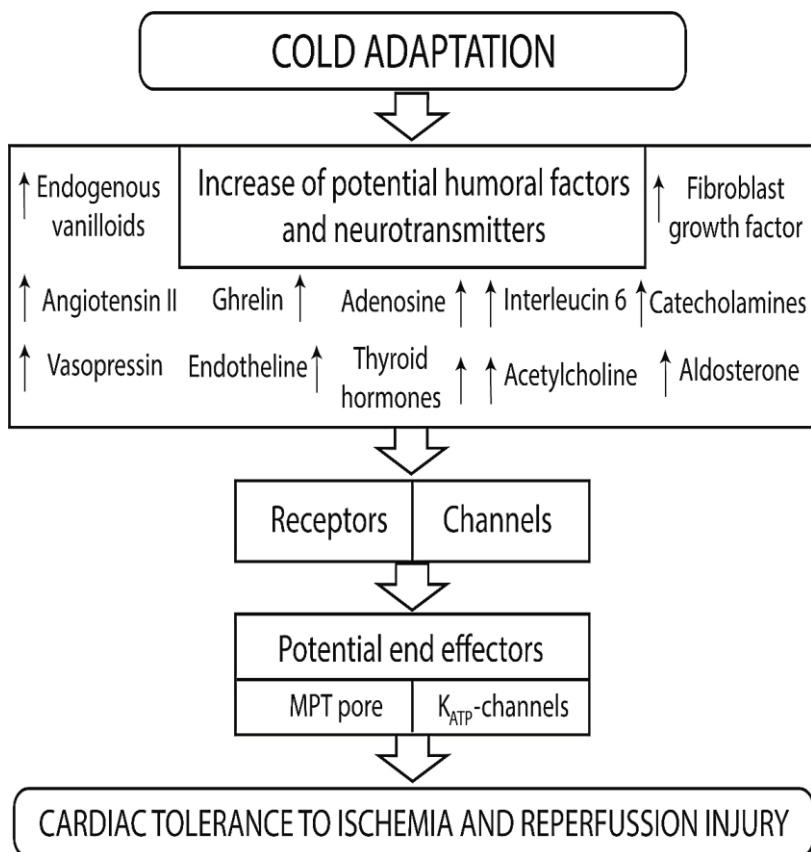 COLD ADAPTATION
↑ Endogenous
vanilloids
Increase of potential humoral factors
and neurotransmitters
↑ Fibroblast
growth factor
↑ Angiotensin II
Ghrelin ↑
Adenosine ↑
↑ Interleucin 6
↑ Catecholamines
↑ Vasopressin
Endotheline ↑
Thyroid
hormones ↑
↑ Acetylcholine
↑ Aldosterone
Receptors
Channels
Potential end effectors
MPT pore
K_ATP-channels
CARDIAC TOLERANCE TO ISCHEMIA AND REPERFUSSION INJURY